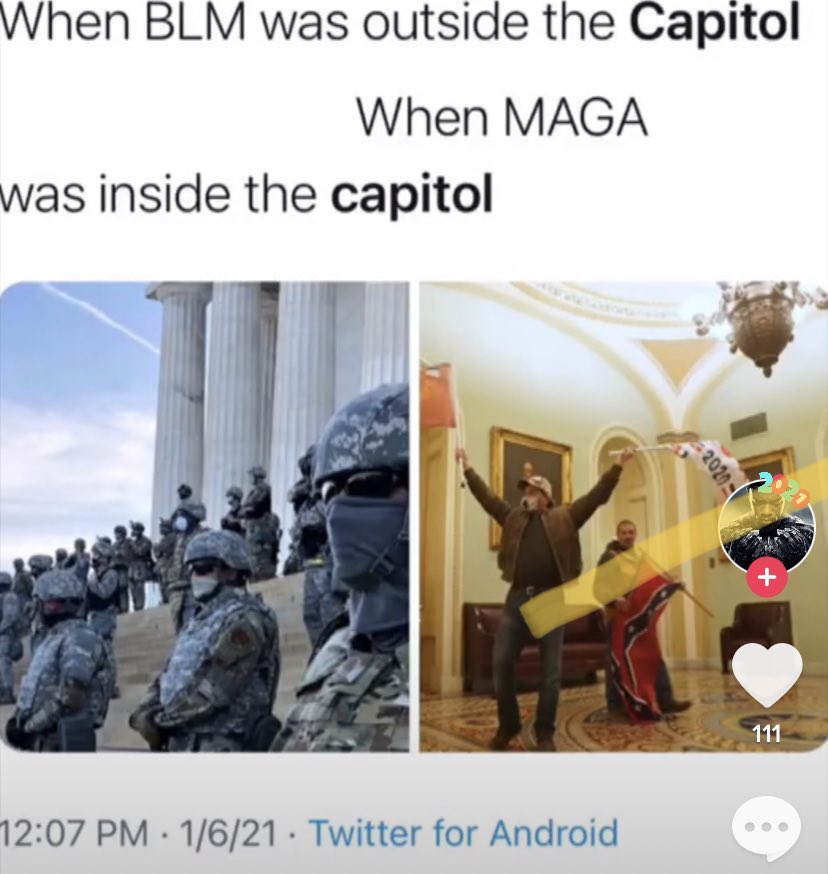 When BLM was outside the Capitol
When MAGA
was inside the capitol
2020
2021
111
12:07 PM · 1/6/21 · Twitter for Android